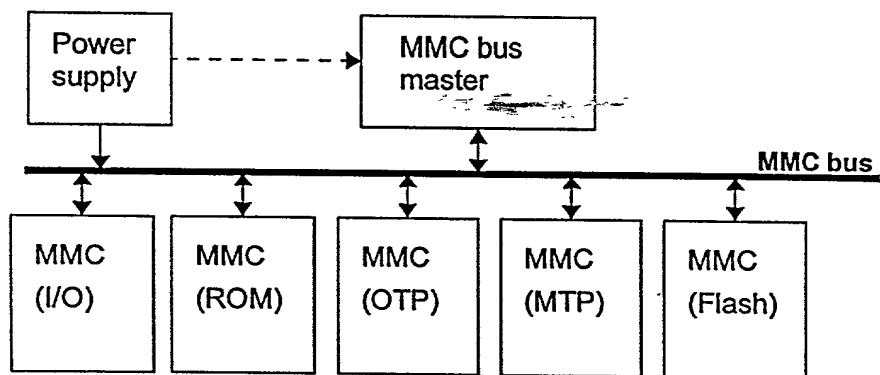 Power
supply
MMC bus
master
MMC bus
MMC
(I/O)
MMC
(ROM)
MMC
(OTP)
MMC
(MTP)
MMC
(Flash)